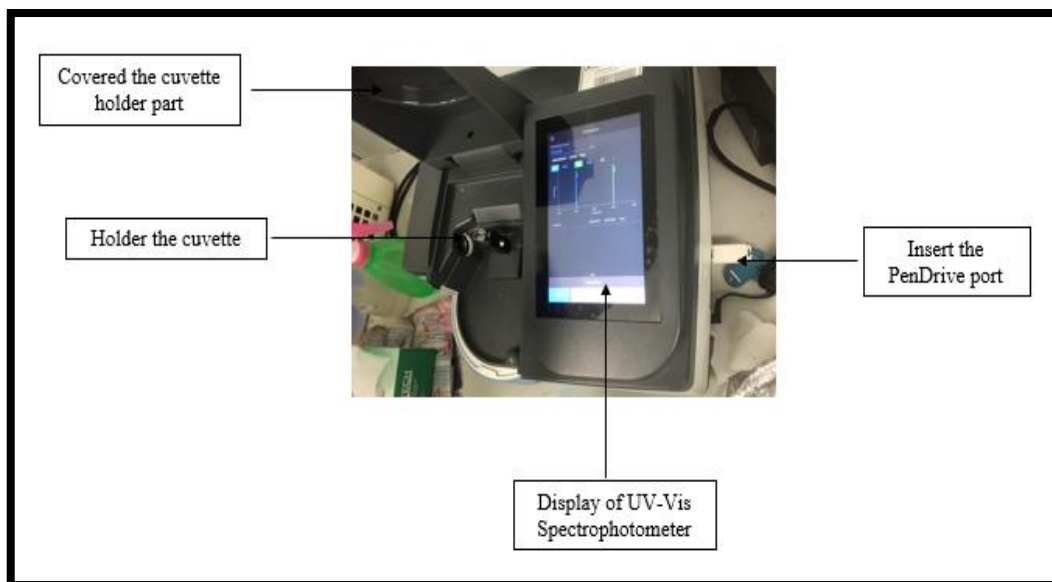 Covered the cuvette
holder part
Holder the cuvette
Insert the
PenDrive port
Display of UV-Vis
Spectrophotometer